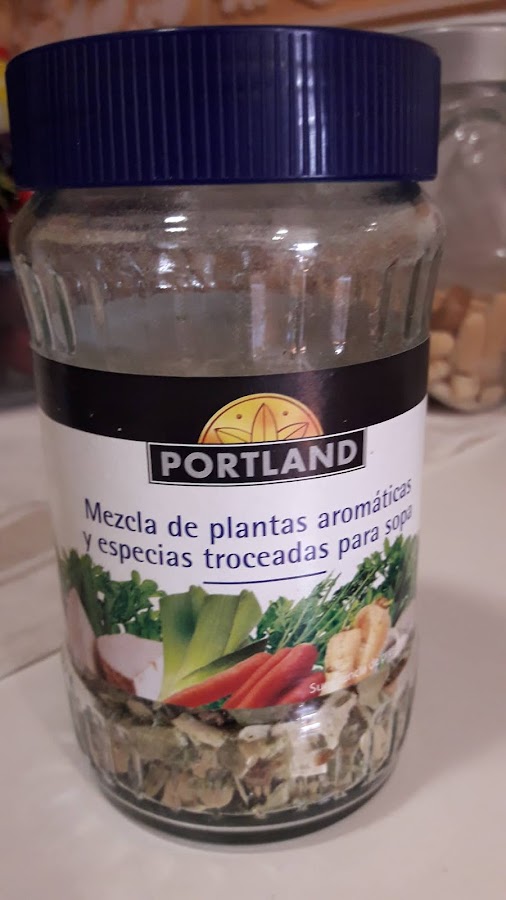 PORTLAND
Mezcla de plantas aromáticas
y especias troceadas para sopa